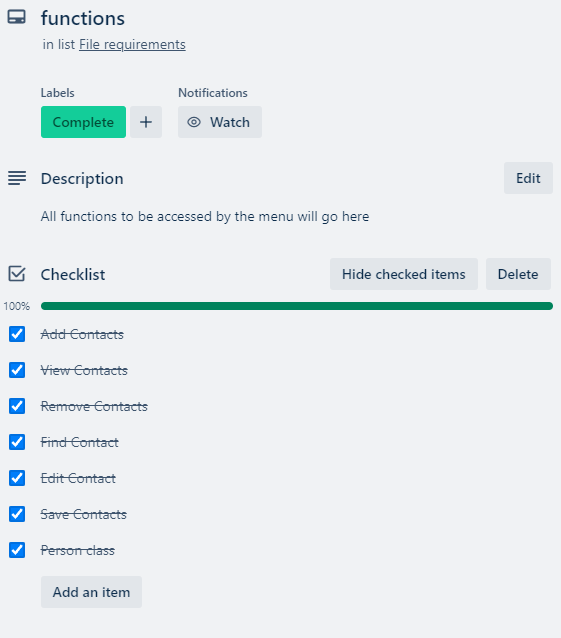 functions
in list File requirements
Labels
Notifications
Complete
+
Watch
Description
Edit
All functions to be accessed by the menu will go here
Checklist
Hide checked items
Delete
100%
Add Contacts
View Contacts
Remove Contacts
Find Contact
Edit Contact
Save Contacts
Person class
Add an item